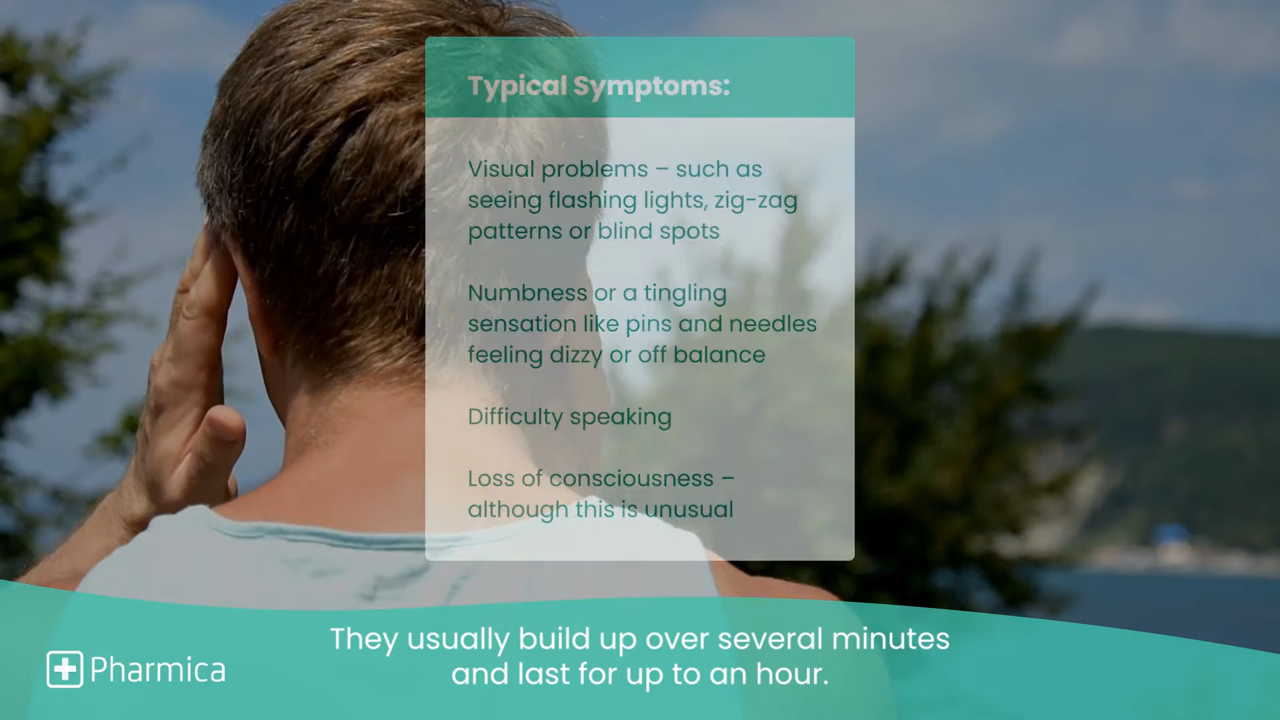 Typical Symptoms:
Visual problems – such as
seeing flashing lights, zig-zag
patterns or blind spots
Numbness or a tingling
sensation like pins and needles
feeling dizzy or off balance
Difficulty speaking
Loss of consciousness –
although this is unusual
They usually build up over several minutes
and last for up to an hour.
Pharmica